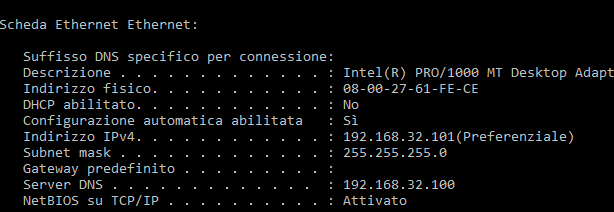 Scheda Ethernet Ethernet:
Suffisso DNS specifico per connessione:
Descrizione . . . . . . . . . . . . . : Intel(R) PRO/1000 MT Desktop Adapt
Indirizzo fisico. . . . . . . . . . . : 08-00-27-61-FE-CE
DHCP abilitato. . . . . . . . . . . . : No
Configurazione automatica abilitata   : Sì
Indirizzo IPv4. . . . . . . . . . . . : 192.168.32.101(Preferenziale)
Subnet mask . . . . . . . . . . . . . : 255.255.255.0
Gateway predefinito . . . . . . . . . :
Server DNS . . . . . . . . . . . . .  : 192.168.32.100
NetBIOS su TCP/IP . . . . . . . . . . : Attivato